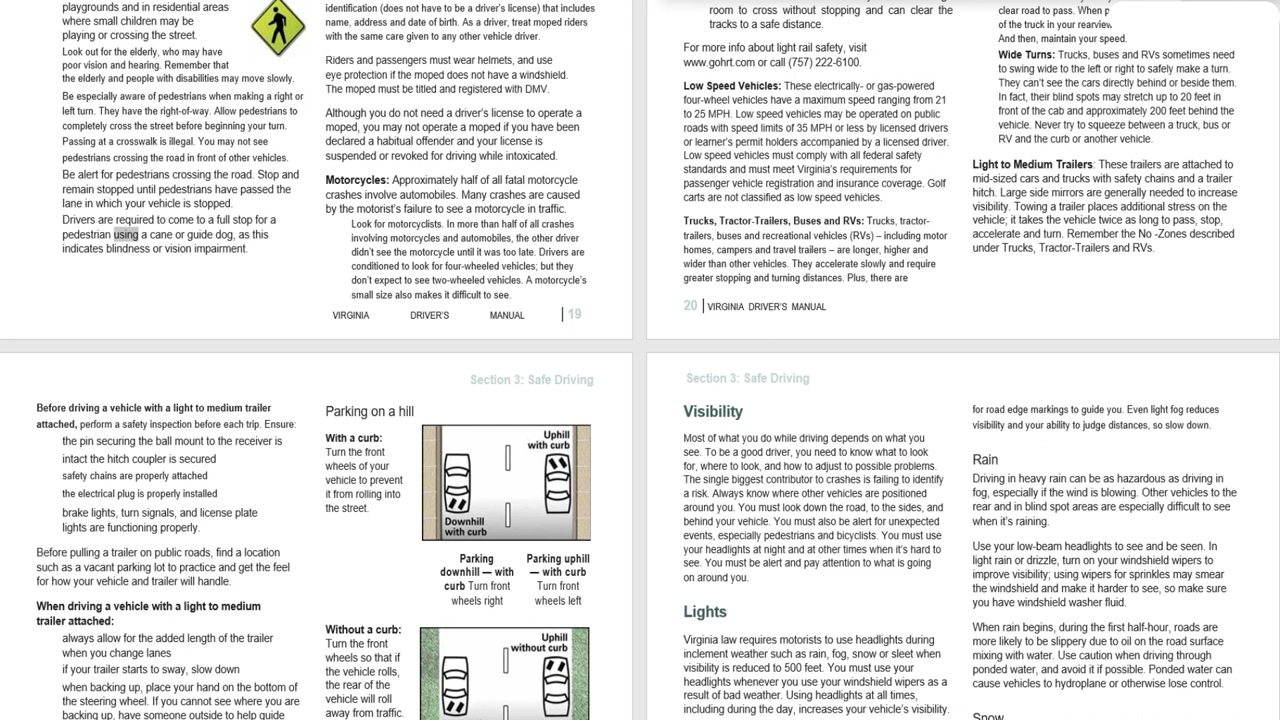 playgrounds and in residential areas
where small children may be
playing or crossing the street.
Look out for the elderly, who may have
poor vision and hearing. Remember that
the elderly and people with disabilities may move slowly.
Be especially aware of pedestrians when making a right or
left turn. They have the right-of-way. Allow pedestrians to
completely cross the street before beginning your turn.
Passing at a crosswalk is illegal. You may not see
pedestrians crossing the road in front of other vehicles.
Be alert for pedestrians crossing the road. Stop and
remain stopped until pedestrians have passed the
lane in which your vehicle is stopped.
Drivers are required to come to a full stop for a
pedestrian using a cane or guide dog, as this
indicates blindness or vision impairment.
identification (does not have to be a driver's license) that includes
name, address and date of birth. As a driver, treat moped riders
with the same care given to any other vehicle driver.
Riders and passengers must wear helmets, and use
eye protection if the moped does not have a windshield.
The moped must be titled and registered with DMV.
Although you do not need a driver's license to operate a
moped, you may not operate a moped if you have been
declared a habitual offender and your license is
suspended or revoked for driving while intoxicated.
Motorcycles: Approximately half of all fatal motorcycle
crashes involve automobiles. Many crashes are caused
by the motorist's failure to see a motorcycle in traffic.
Look for motorcyclists. In more than half of all crashes
involving motorcycles and automobiles, the other driver
didn't see the motorcycle until it was too late. Drivers are
conditioned to look for four-wheeled vehicles; but they
don't expect to see two-wheeled vehicles. A motorcycle's
small size also makes it difficult to see.
VIRGINIA DRIVER'S MANUAL | 19
room to cross without stopping and can clear the
tracks to a safe distance.
For more info about light rail safety, visit
www.gohrt.com or call (757) 222-6100.
Low Speed Vehicles: These electrically- or gas-powered
four-wheel vehicles have a maximum speed ranging from 21
to 25 MPH. Low speed vehicles may be operated on public
roads with speed limits of 35 MPH or less by licensed drivers
or learner's permit holders accompanied by a licensed driver.
Low speed vehicles must comply with all federal safety
standards and must meet Virginia's requirements for
passenger vehicle registration and insurance coverage. Golf
carts are not classified as low speed vehicles.
Trucks, Tractor-Trailers, Buses and RVs: Trucks, tractor-
trailers, buses and recreational vehicles (RVs) – including motor
homes, campers and travel trailers – are longer, higher and
wider than other vehicles. They accelerate slowly and require
greater stopping and turning distances. Plus, there are
20 | VIRGINIA DRIVER'S MANUAL
clear road to pass. When
of the truck in your rearview
And then, maintain your speed.
Wide Turns: Trucks, buses and RVs sometimes need
to swing wide to the left or right to safely make a turn.
They can't see the cars directly behind or beside them.
In fact, their blind spots may stretch up to 20 feet in
front of the cab and approximately 200 feet behind the
vehicle. Never try to squeeze between a truck, bus or
RV and the curb or another vehicle.
Light to Medium Trailers: These trailers are attached to
mid-sized cars and trucks with safety chains and a trailer
hitch. Large side mirrors are generally needed to increase
visibility. Towing a trailer places additional stress on the
vehicle; it takes the vehicle twice as long to pass, stop,
accelerate and turn. Remember the No -Zones described
under Trucks, Tractor-Trailers and RVs.
Section 3: Safe Driving
Before driving a vehicle with a light to medium trailer
attached, perform a safety inspection before each trip. Ensure:
the pin securing the ball mount to the receiver is
intact the hitch coupler is secured
safety chains are properly attached
the electrical plug is properly installed
brake lights, turn signals, and license plate
lights are functioning properly.
Before pulling a trailer on public roads, find a location
such as a vacant parking lot to practice and get the feel
for how your vehicle and trailer will handle.
When driving a vehicle with a light to medium
trailer attached:
always allow for the added length of the trailer
when you change lanes
if your trailer starts to sway, slow down
when backing up, place your hand on the bottom of
the steering wheel. If you cannot see where you are
backing up, have someone outside to help guide
Parking on a hill
With a curb:
Turn the front
wheels of your
vehicle to prevent
it from rolling into
the street.
Uphill
with curb
Downhill
with curb
Parking
downhill — with
curb Turn front
wheels right
Parking uphill
— with curb
Turn front
wheels left
Without a curb:
Turn the front
wheels so that if
the vehicle rolls,
the rear of the
vehicle will roll
away from traffic.
Uphill
without curb
Section 3: Safe Driving
Visibility
Most of what you do while driving depends on what you
see. To be a good driver, you need to know what to look
for, where to look, and how to adjust to possible problems.
The single biggest contributor to crashes is failing to identify
a risk. Always know where other vehicles are positioned
around you. You must look down the road, to the sides, and
behind your vehicle. You must also be alert for unexpected
events, especially pedestrians and bicyclists. You must use
your headlights at night and at other times when it's hard to
see. You must be alert and pay attention to what is going
on around you.
Lights
Virginia law requires motorists to use headlights during
inclement weather such as rain, fog, snow or sleet when
visibility is reduced to 500 feet. You must use your
headlights whenever you use your windshield wipers as a
result of bad weather. Using headlights at all times,
including during the day, increases your vehicle's visibility.
for road edge markings to guide you. Even light fog reduces
visibility and your ability to judge distances, so slow down.
Rain
Driving in heavy rain can be as hazardous as driving in
fog, especially if the wind is blowing. Other vehicles to the
rear and in blind spot areas are especially difficult to see
when it's raining.
Use your low-beam headlights to see and be seen. In
light rain or drizzle, turn on your windshield wipers to
improve visibility; using wipers for sprinkles may smear
the windshield and make it harder to see, so make sure
you have windshield washer fluid.
When rain begins, during the first half-hour, roads are
more likely to be slippery due to oil on the road surface
mixing with water. Use caution when driving through
ponded water, and avoid it if possible. Ponded water can
cause vehicles to hydroplane or otherwise lose control.
Snow